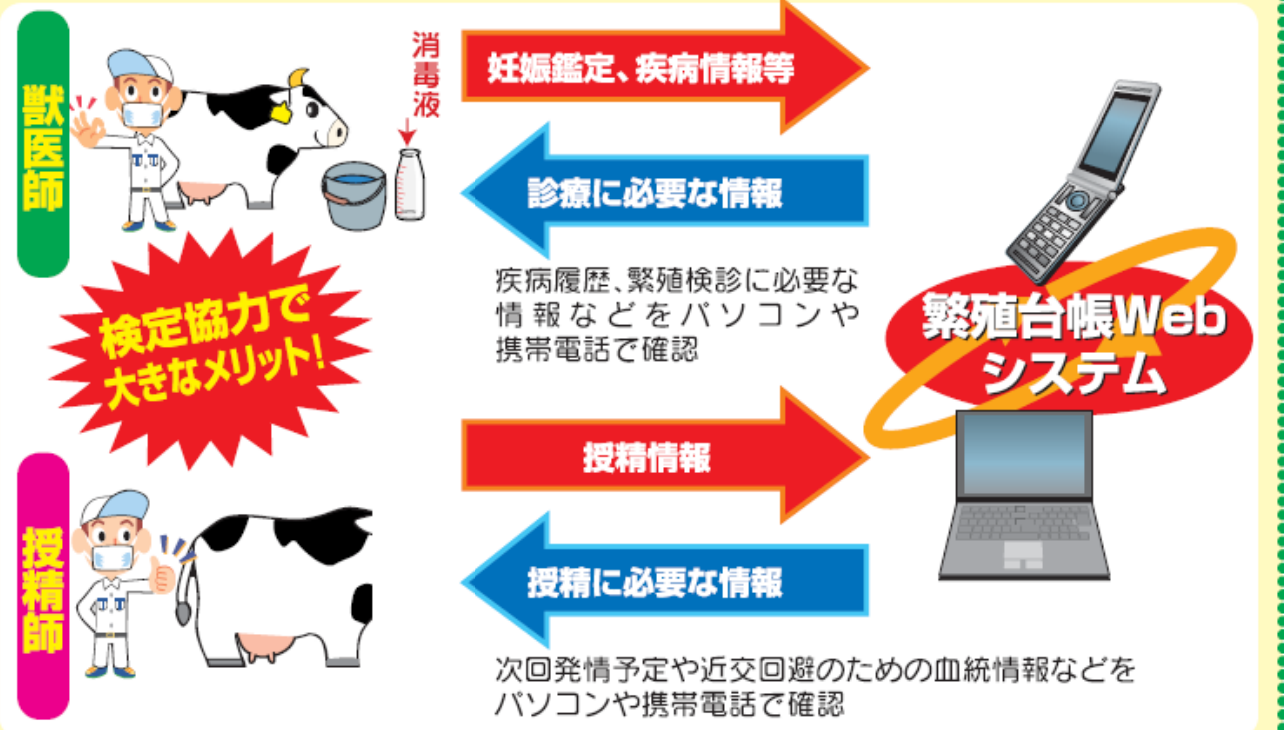 獣医師
消毒液
妊娠鑑定、疾病情報等
診療に必要な情報
疾病履歴、繁殖検診に必要な
情報などをパソコンや
携帯電話で確認
検定協力で
大きなメリット!
繁殖台帳Web
システム
授精師
授精情報
授精に必要な情報
次回発情予定や近交回避のための血統情報などを
パソコンや携帯電話で確認